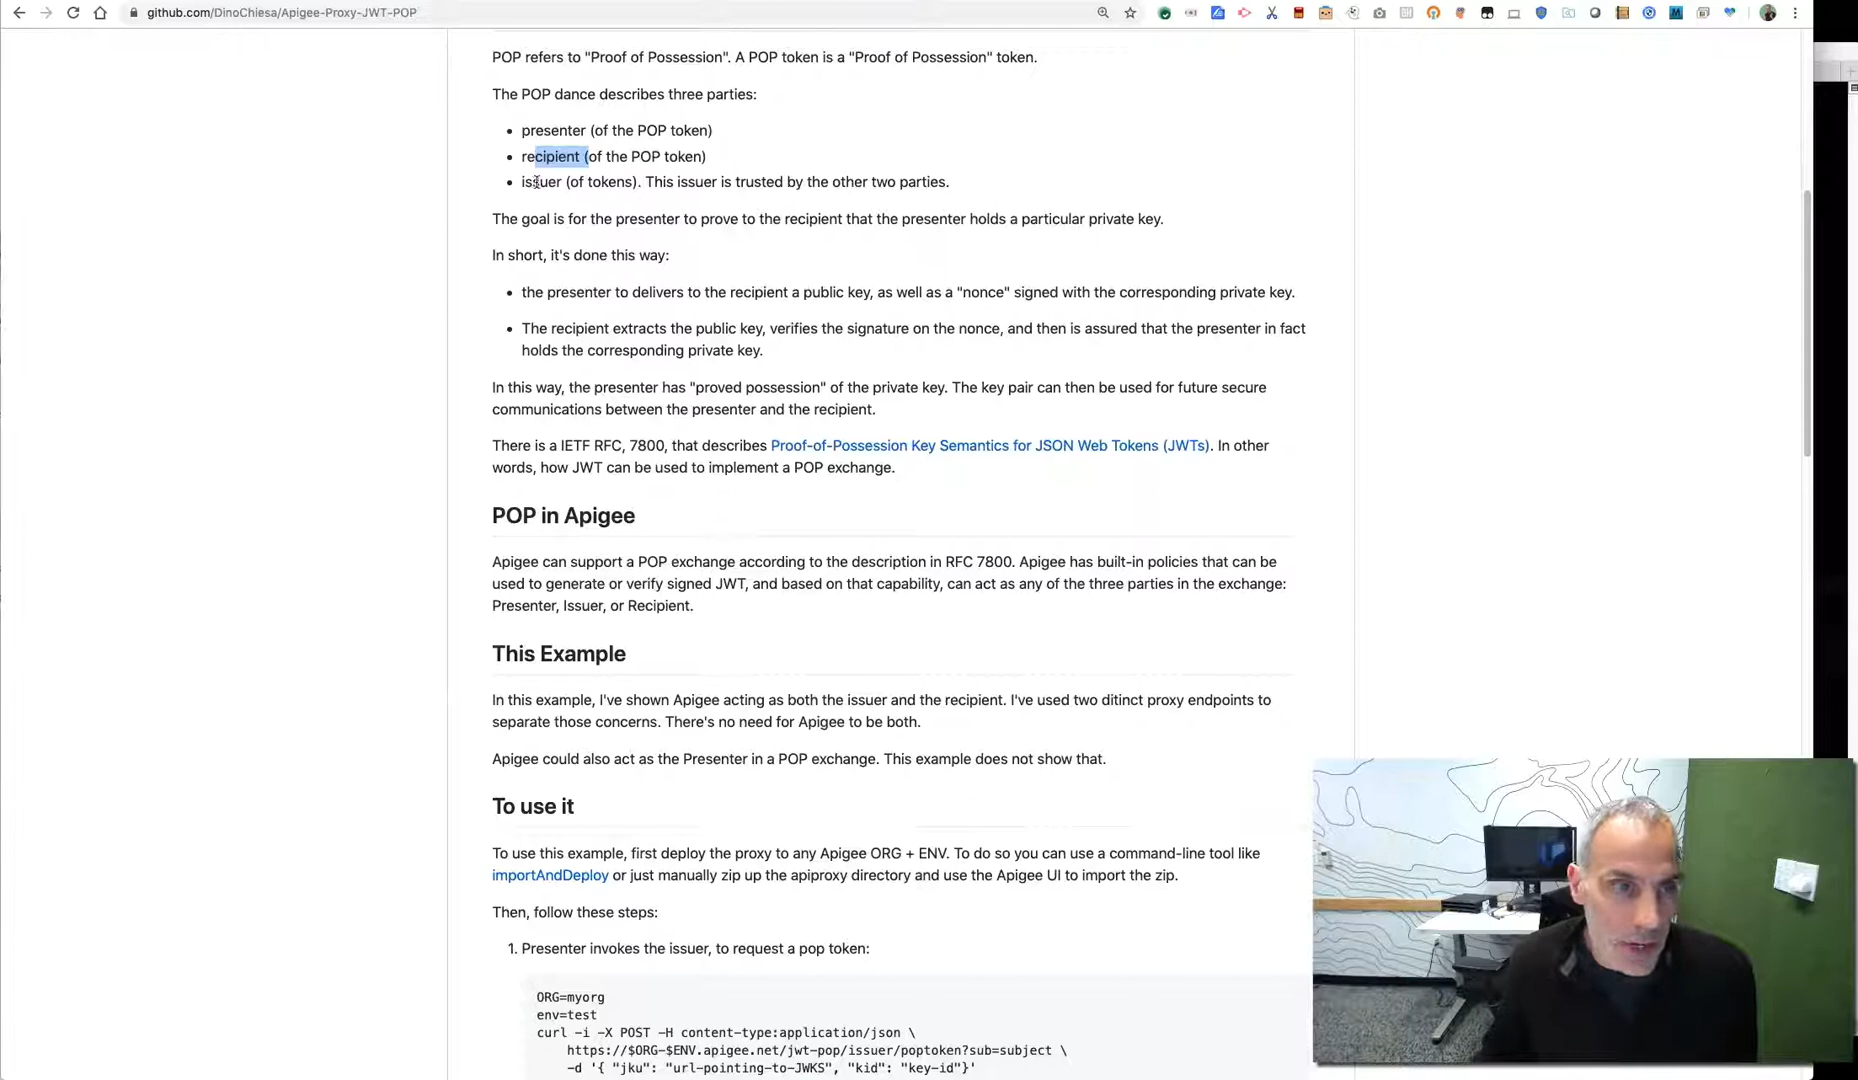 github.com/DinoChiesa/Apigee-Proxy-JWT-POP
POP refers to "Proof of Possession". A POP token is a "Proof of Possession" token.
The POP dance describes three parties:
presenter (of the POP token)
recipient (of the POP token)
issuer (of tokens). This issuer is trusted by the other two parties.
The goal is for the presenter to prove to the recipient that the presenter holds a particular private key.
In short, it's done this way:
the presenter to delivers to the recipient a public key, as well as a "nonce" signed with the corresponding private key.
The recipient extracts the public key, verifies the signature on the nonce, and then is assured that the presenter in fact
holds the corresponding private key.
In this way, the presenter has "proved possession" of the private key. The key pair can then be used for future secure
communications between the presenter and the recipient.
There is a IETF RFC, 7800, that describes Proof-of-Possession Key Semantics for JSON Web Tokens (JWTs). In other
words, how JWT can be used to implement a POP exchange.
POP in Apigee
Apigee can support a POP exchange according to the description in RFC 7800. Apigee has built-in policies that can be
used to generate or verify signed JWT, and based on that capability, can act as any of the three parties in the exchange:
Presenter, Issuer, or Recipient.
This Example
In this example, I've shown Apigee acting as both the issuer and the recipient. I've used two ditinct proxy endpoints to
separate those concerns. There's no need for Apigee to be both.
Apigee could also act as the Presenter in a POP exchange. This example does not show that.
To use it
To use this example, first deploy the proxy to any Apigee ORG + ENV. To do so you can use a command-line tool like
importAndDeploy or just manually zip up the apiproxy directory and use the Apigee UI to import the zip.
Then, follow these steps:
1. Presenter invokes the issuer, to request a pop token:
ORG=myorg
env=test
curl -i -X POST -H content-type:application/json \
https://$ORG-$ENV.apigee.net/jwt-pop/issuer/poptoken?sub=subject \
-d '{ "jku": "url-pointing-to-JWKS", "kid": "key-id"}'